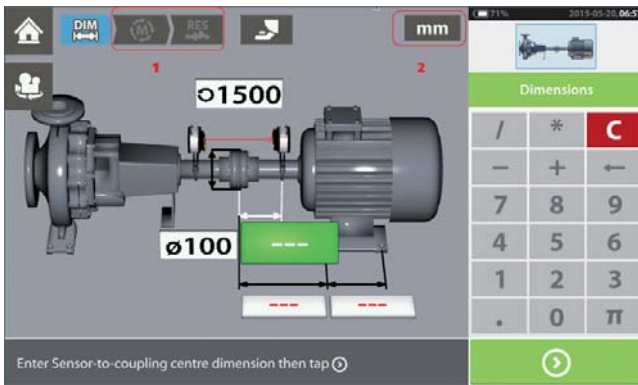 DIM
M
RES
mm
71%
2015-05-20, 06:5
1
2
1500
Dimensions
/ * C
− + ←
7 8 9
ø100
---
4 5 6
1 2 3
--- ---
. 0 π
Enter Sensor-to-coupling centre dimension then tap